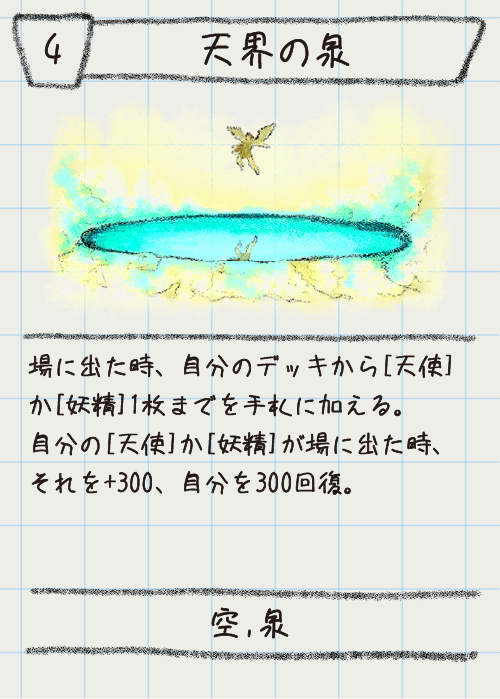 4
天界の泉
場に出た時、自分のデッキから[天使]
か[妖精]1枚までを手札に加える。
自分の[天使]か[妖精]が場に出た時、
それを+300、自分を300回復。
空,泉